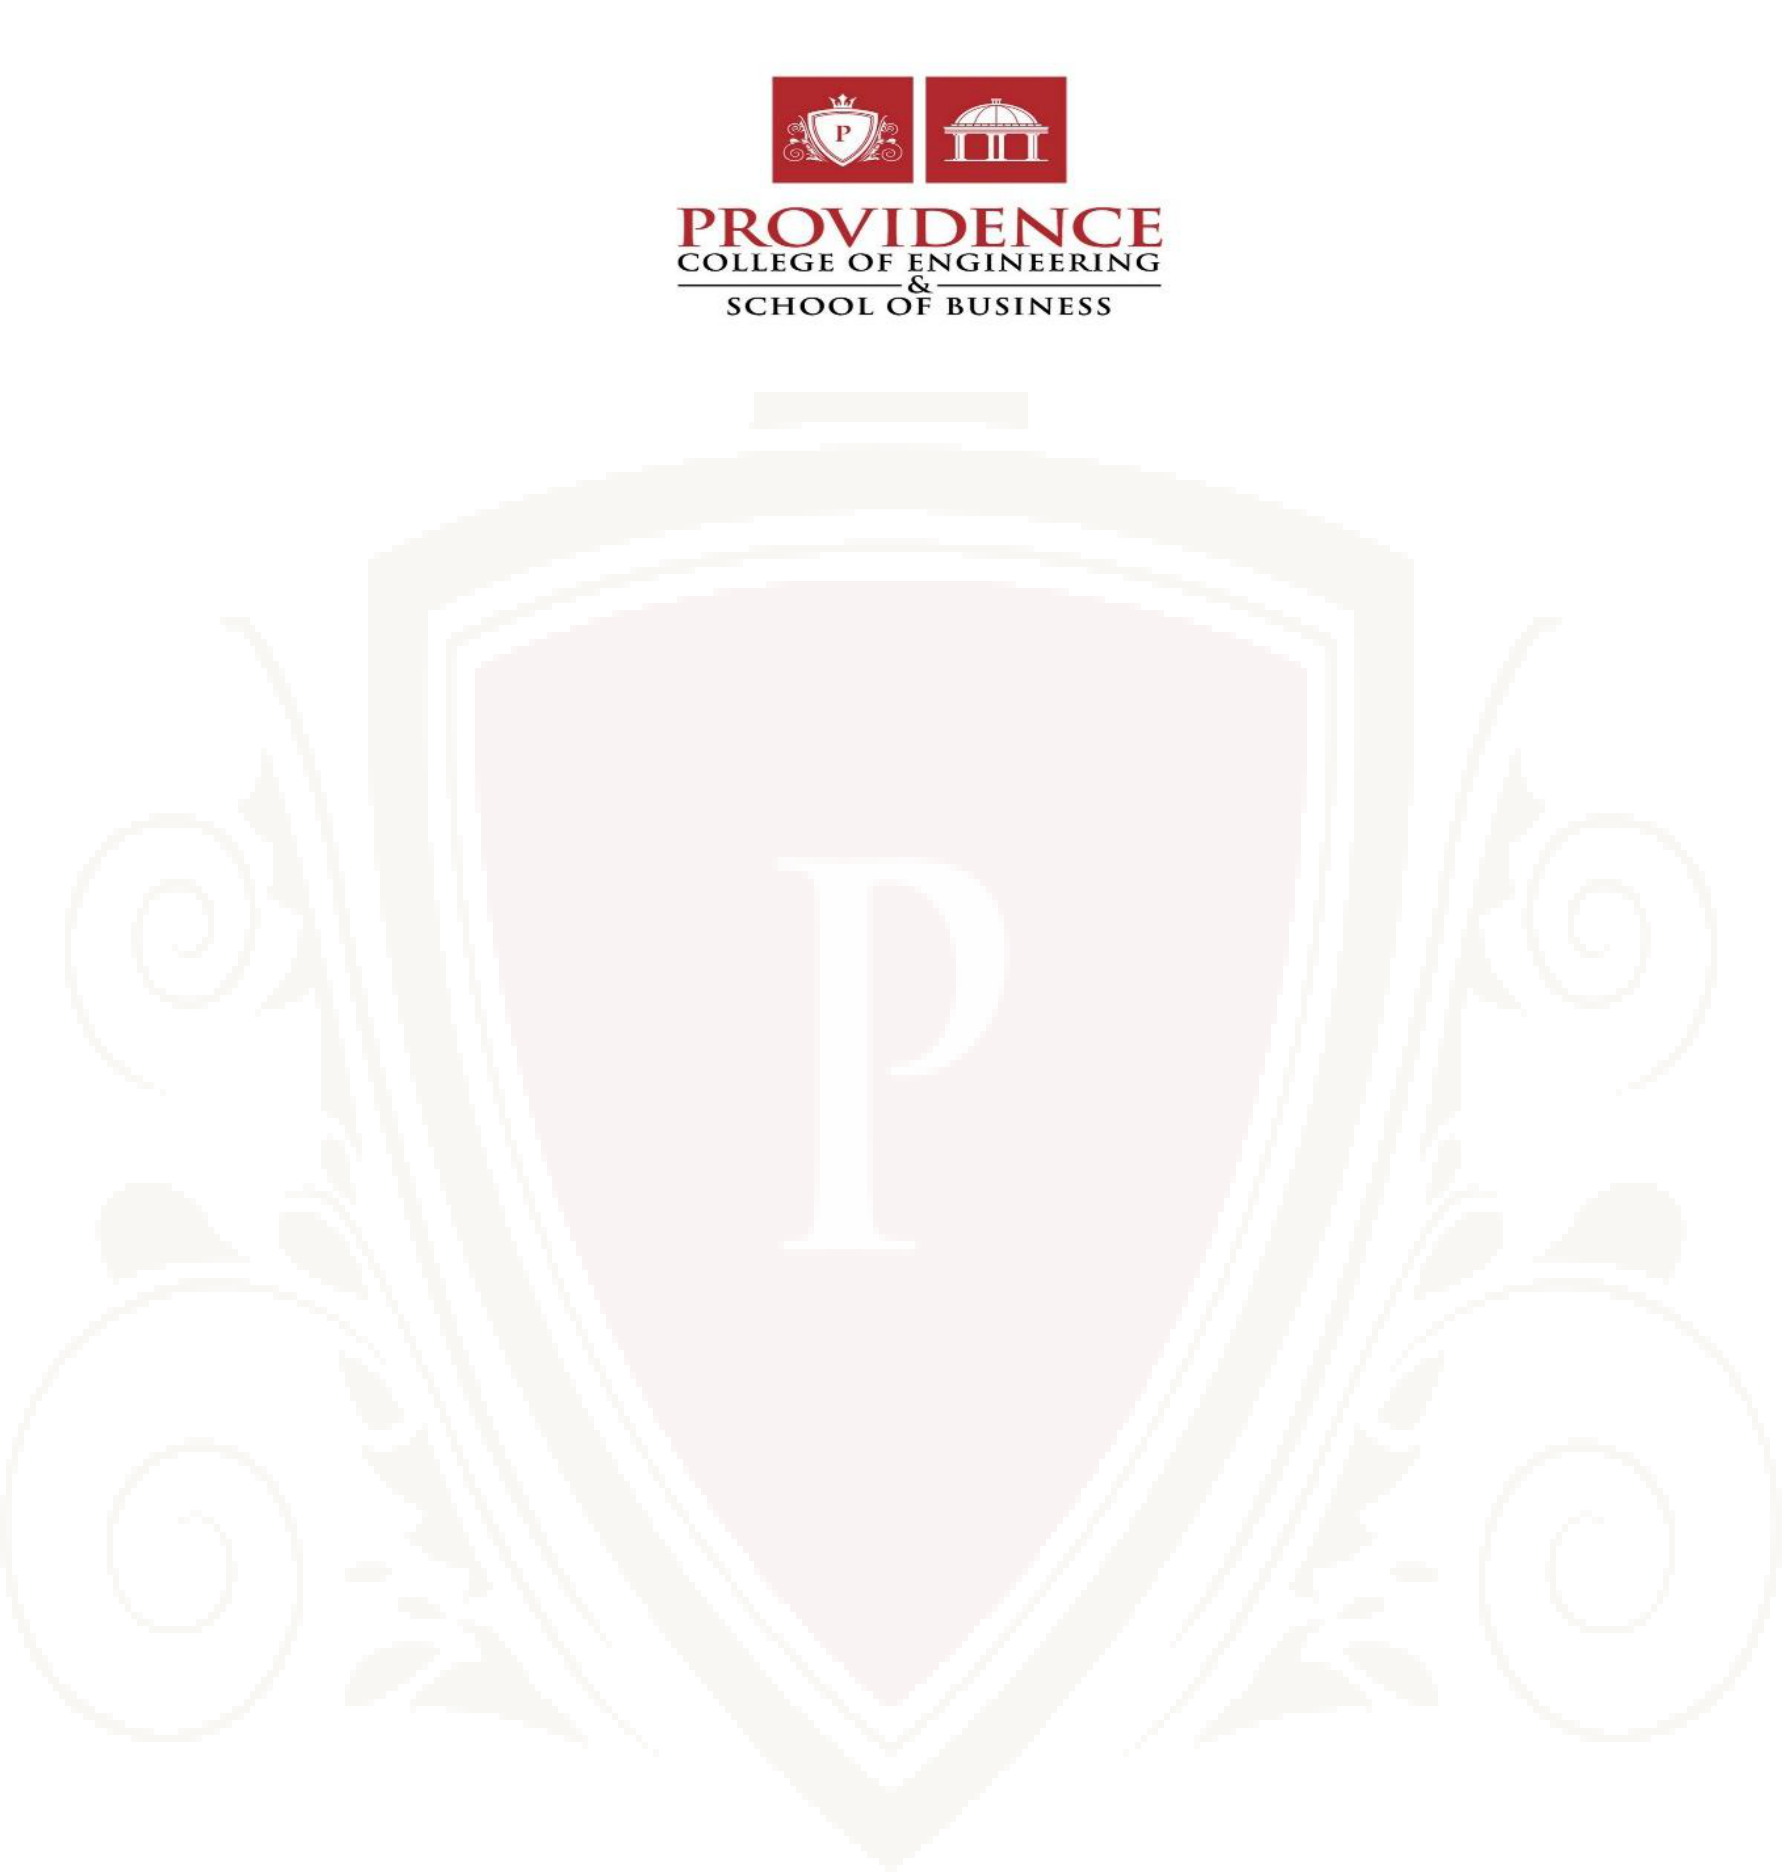 P
PROVIDENCE
COLLEGE OF ENGINEERING
&
SCHOOL OF BUSINESS
P